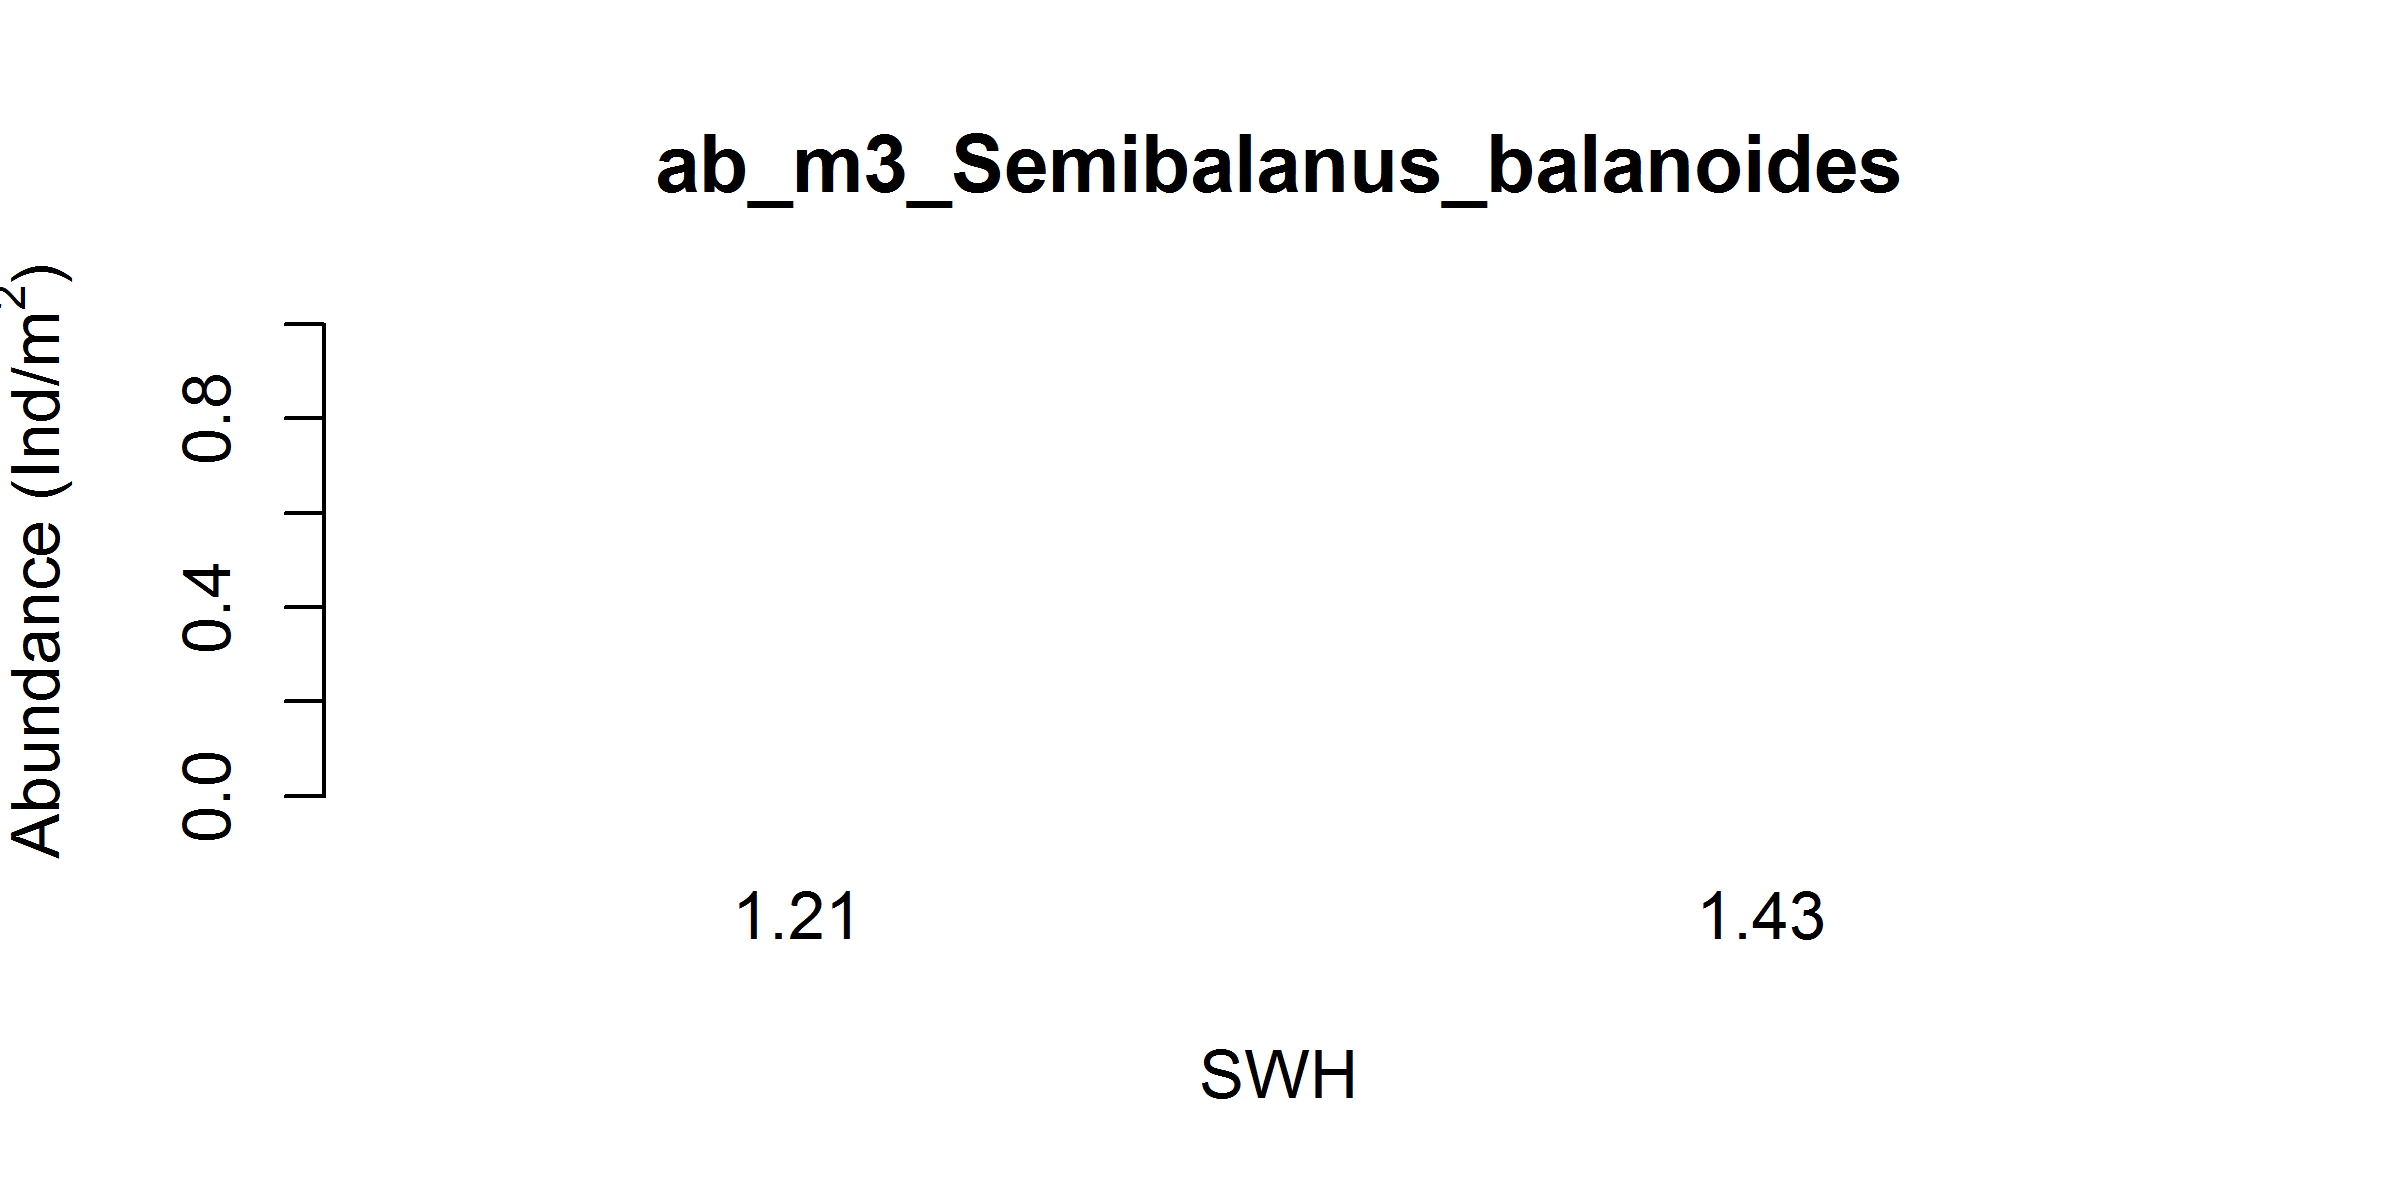 ab_m3_Semibalanus_balanoides
Abundance (Ind/m²)
0.8
0.4
0.0
1.21 1.43
SWH